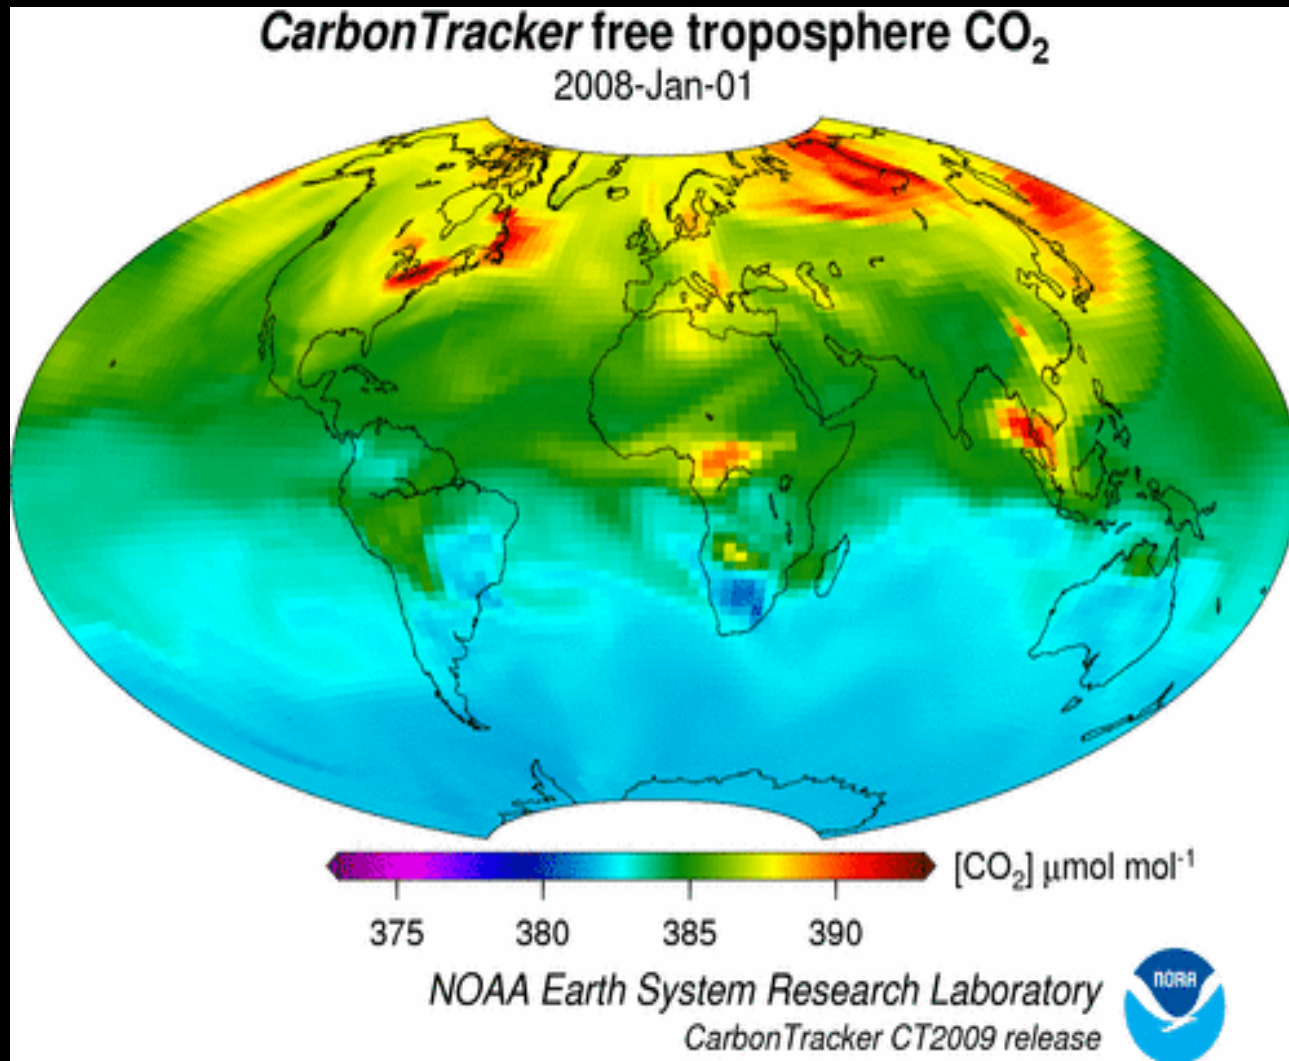 CarbonTracker free troposphere CO₂
2008-Jan-01
[CO₂] μmol mol⁻¹
375 380 385 390
NOAA Earth System Research Laboratory
NOAA
CarbonTracker CT2009 release